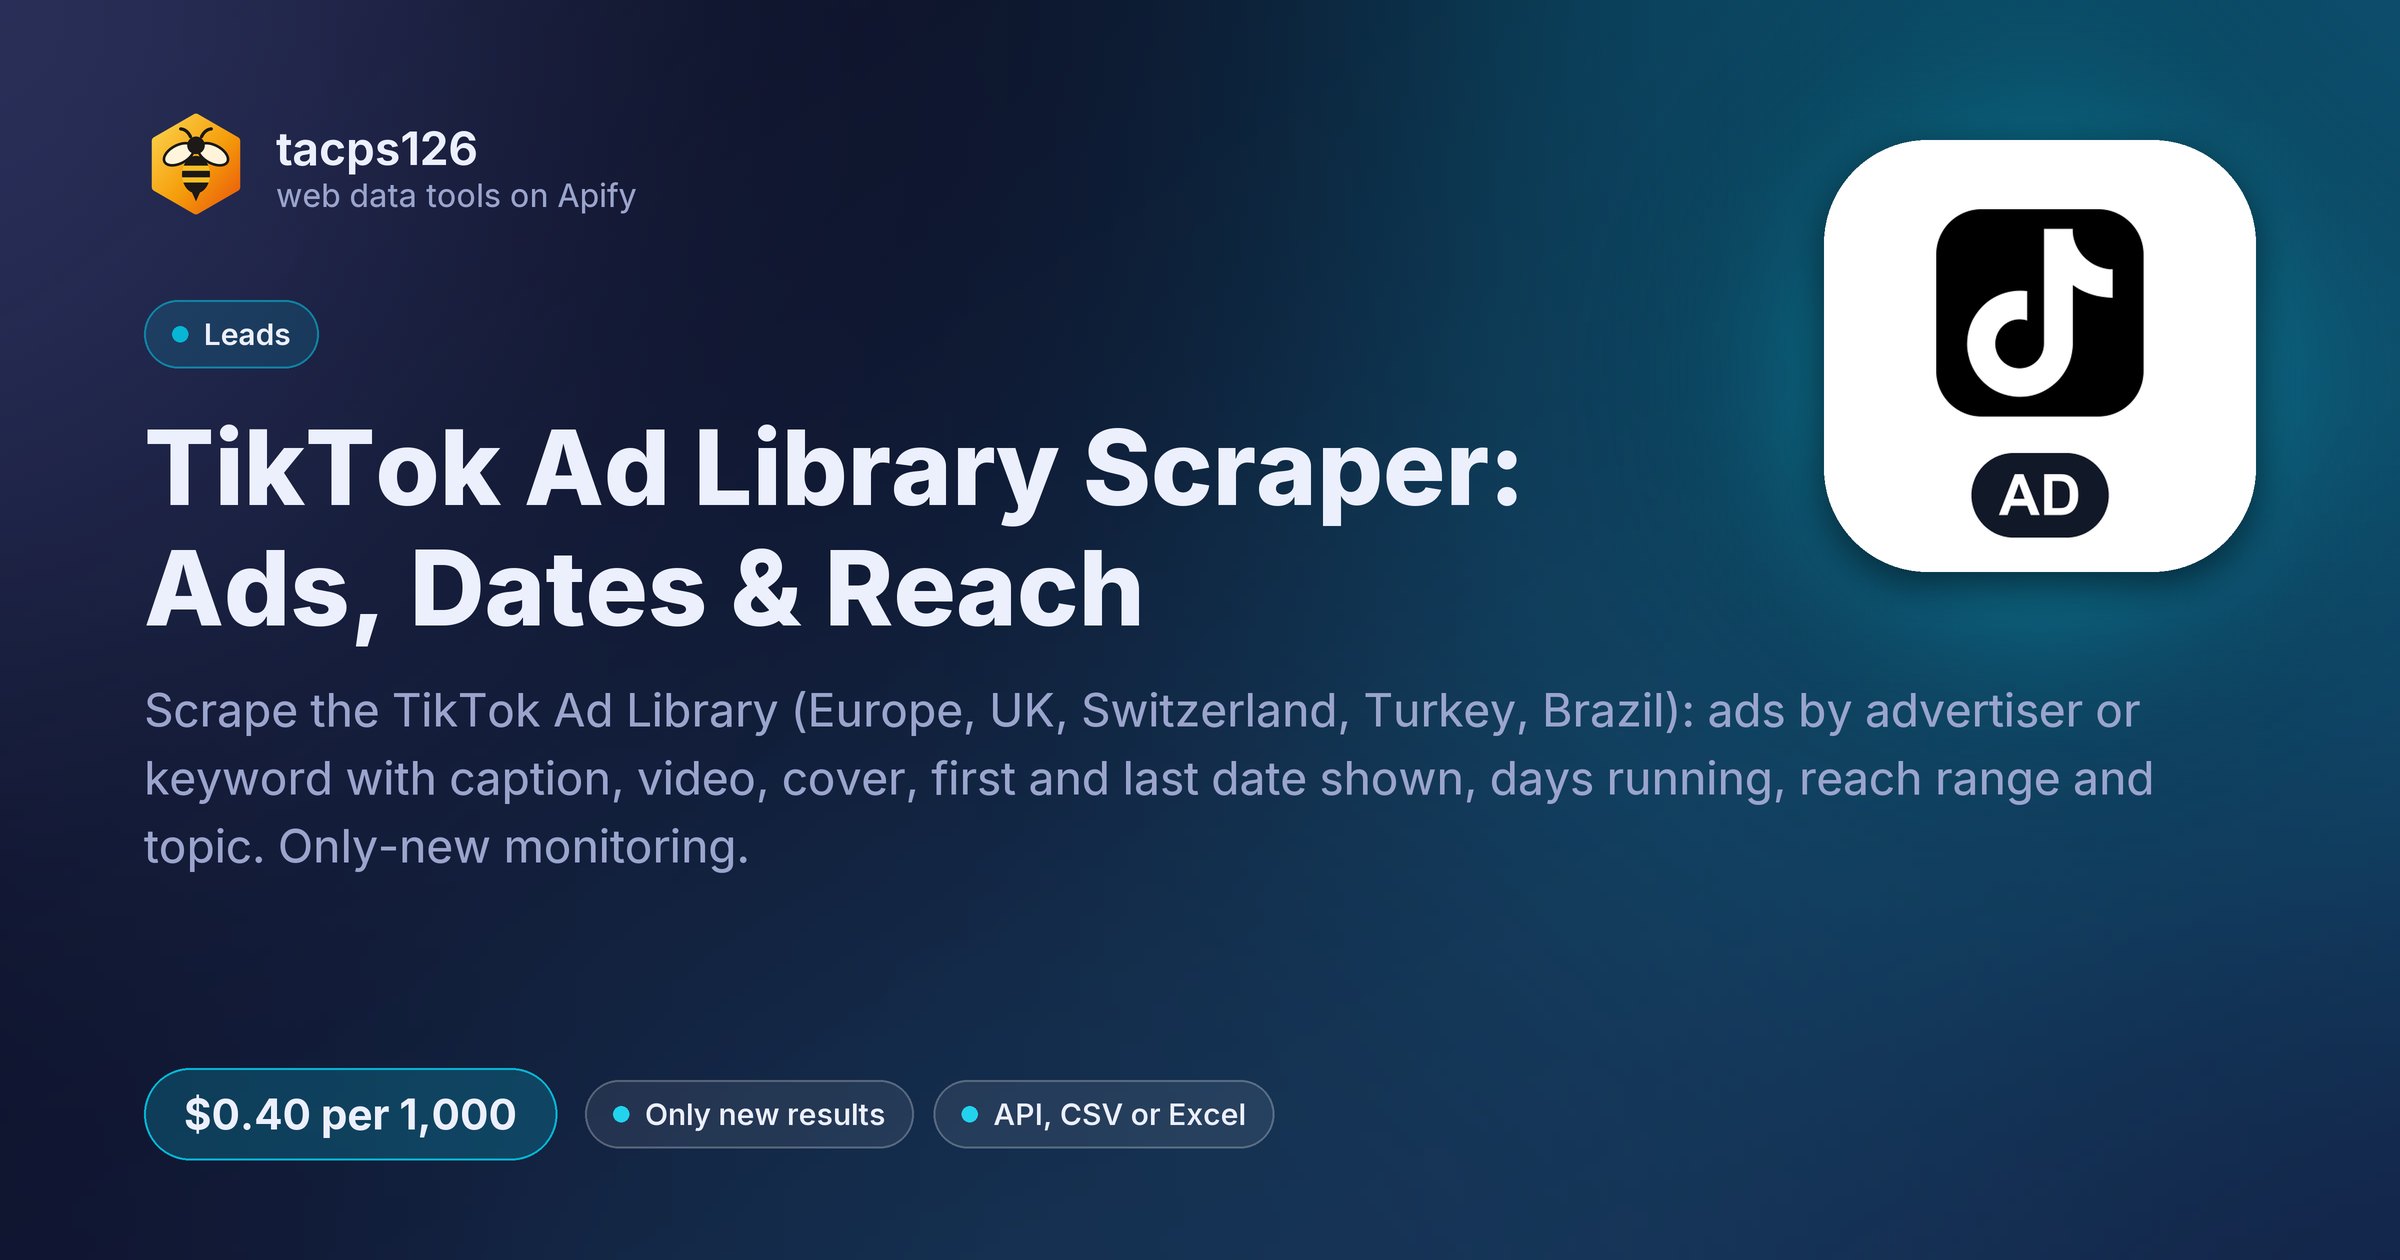 tacps126
web data tools on Apify
Leads
TikTok Ad Library Scraper:
Ads, Dates & Reach
AD
Scrape the TikTok Ad Library (Europe, UK, Switzerland, Turkey, Brazil): ads by advertiser or
keyword with caption, video, cover, first and last date shown, days running, reach range and
topic. Only-new monitoring.
$0.40 per 1,000
Only new results
API, CSV or Excel